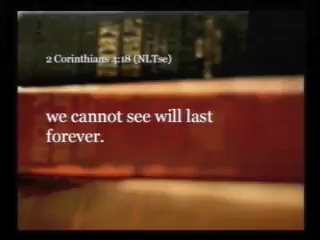 2 Corinthians 4:18 (NLTse)
we cannot see will last
forever.